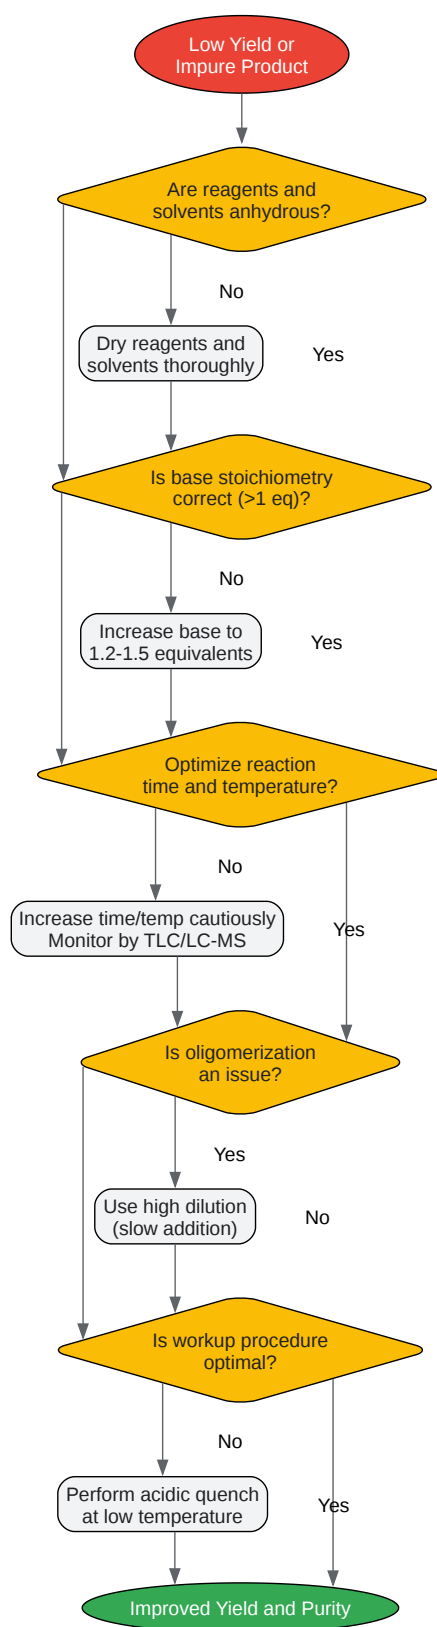 Low Yield or
Impure Product
Are reagents and
solvents anhydrous?
No
Dry reagents and
solvents thoroughly
Yes
Is base stoichiometry
correct (>1 eq)?
No
Increase base to
1.2-1.5 equivalents
Yes
Optimize reaction
time and temperature?
No
Increase time/temp cautiously
Monitor by TLC/LC-MS
Yes
Is oligomerization
an issue?
Yes
Use high dilution
(slow addition)
No
Is workup procedure
optimal?
No
Perform acidic quench
at low temperature
Yes
Improved Yield and Purity